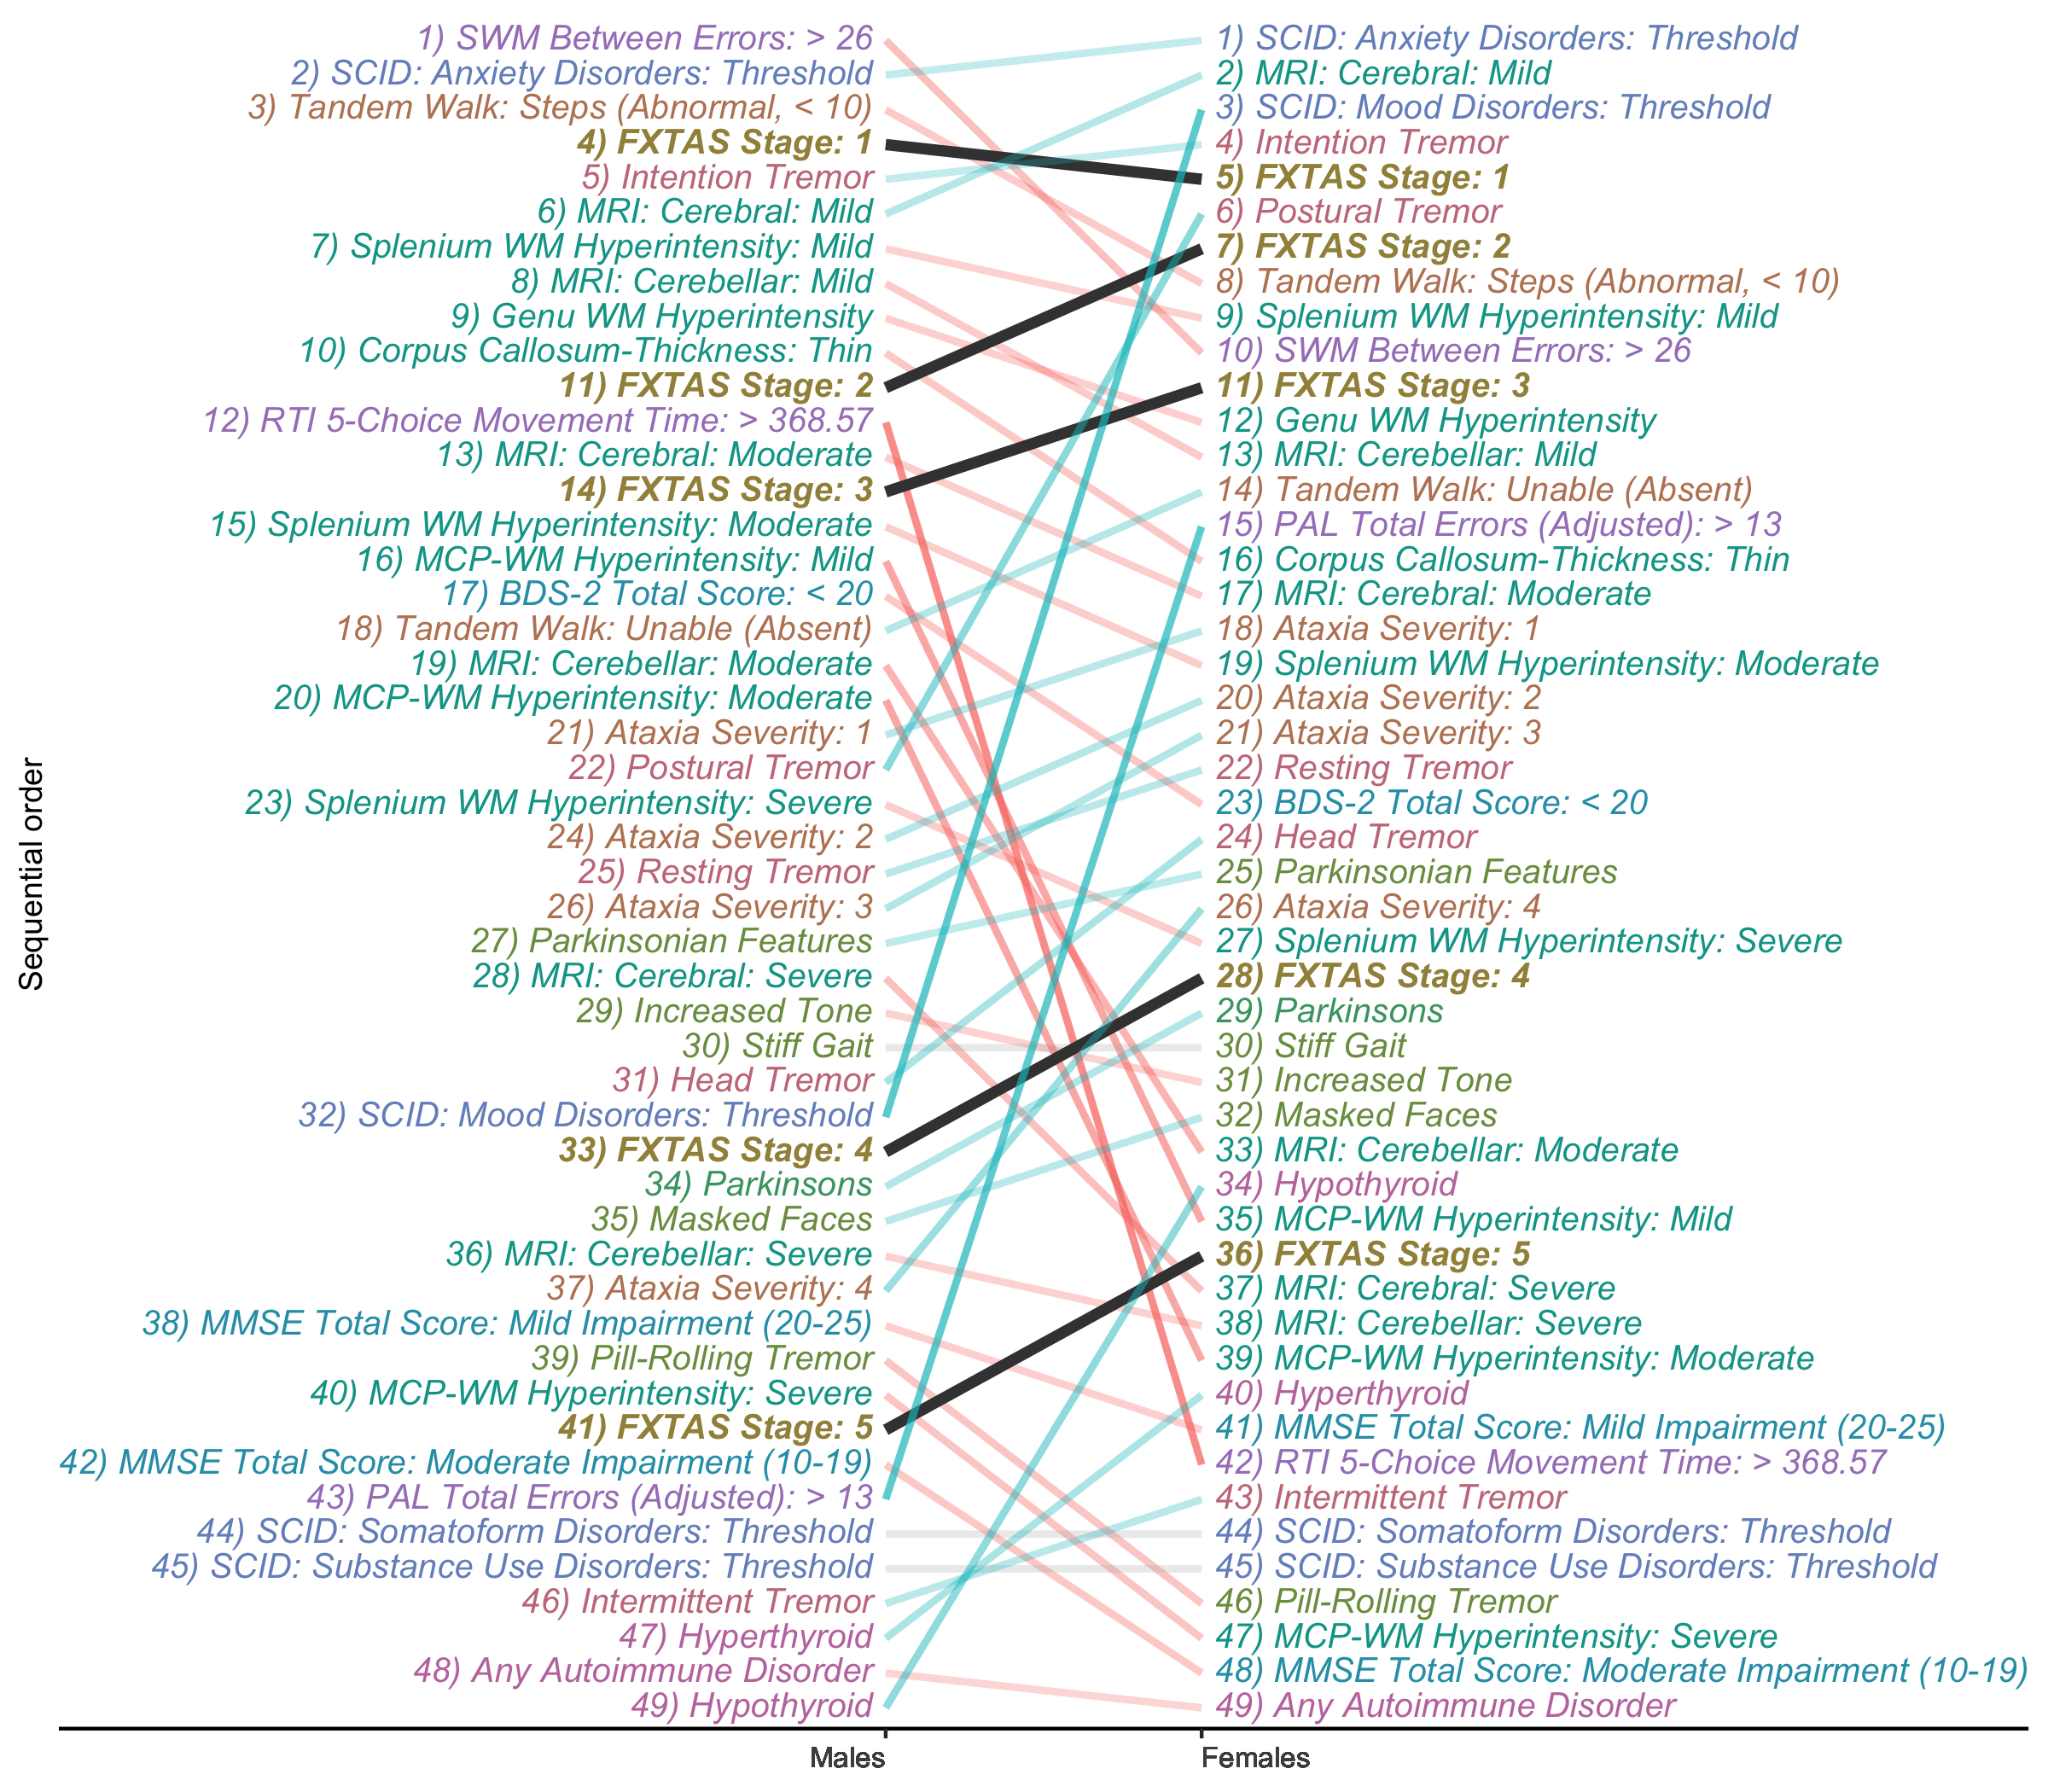 Sequential order
1) SWM Between Errors: > 26
2) SCID: Anxiety Disorders: Threshold
3) Tandem Walk: Steps (Abnormal, < 10)
4) FXTAS Stage: 1
5) Intention Tremor
6) MRI: Cerebral: Mild
7) Splenium WM Hyperintensity: Mild
8) MRI: Cerebellar: Mild
9) Genu WM Hyperintensity
10) Corpus Callosum-Thickness: Thin
11) FXTAS Stage: 2
12) RTI 5-Choice Movement Time: > 368.57
13) MRI: Cerebral: Moderate
14) FXTAS Stage: 3
15) Splenium WM Hyperintensity: Moderate
16) MCP-WM Hyperintensity: Mild
17) BDS-2 Total Score: < 20
18) Tandem Walk: Unable (Absent)
19) MRI: Cerebellar: Moderate
20) MCP-WM Hyperintensity: Moderate
21) Ataxia Severity: 1
22) Postural Tremor
23) Splenium WM Hyperintensity: Severe
24) Ataxia Severity: 2
25) Resting Tremor
26) Ataxia Severity: 3
27) Parkinsonian Features
28) MRI: Cerebral: Severe
29) Increased Tone
30) Stiff Gait
31) Head Tremor
32) SCID: Mood Disorders: Threshold
33) FXTAS Stage: 4
34) Parkinsons
35) Masked Faces
36) MRI: Cerebellar: Severe
37) Ataxia Severity: 4
38) MMSE Total Score: Mild Impairment (20-25)
39) Pill-Rolling Tremor
40) MCP-WM Hyperintensity: Severe
41) FXTAS Stage: 5
42) MMSE Total Score: Moderate Impairment (10-19)
43) PAL Total Errors (Adjusted): > 13
44) SCID: Somatoform Disorders: Threshold
45) SCID: Substance Use Disorders: Threshold
46) Intermittent Tremor
47) Hyperthyroid
48) Any Autoimmune Disorder
49) Hypothyroid
Males
1) SCID: Anxiety Disorders: Threshold
2) MRI: Cerebral: Mild
3) SCID: Mood Disorders: Threshold
4) Intention Tremor
5) FXTAS Stage: 1
6) Postural Tremor
7) FXTAS Stage: 2
8) Tandem Walk: Steps (Abnormal, < 10)
9) Splenium WM Hyperintensity: Mild
10) SWM Between Errors: > 26
11) FXTAS Stage: 3
12) Genu WM Hyperintensity
13) MRI: Cerebellar: Mild
14) Tandem Walk: Unable (Absent)
15) PAL Total Errors (Adjusted): > 13
16) Corpus Callosum-Thickness: Thin
17) MRI: Cerebral: Moderate
18) Ataxia Severity: 1
19) Splenium WM Hyperintensity: Moderate
20) Ataxia Severity: 2
21) Ataxia Severity: 3
22) Resting Tremor
23) BDS-2 Total Score: < 20
24) Head Tremor
25) Parkinsonian Features
26) Ataxia Severity: 4
27) Splenium WM Hyperintensity: Severe
28) FXTAS Stage: 4
29) Parkinsons
30) Stiff Gait
31) Increased Tone
32) Masked Faces
33) MRI: Cerebellar: Moderate
34) Hypothyroid
35) MCP-WM Hyperintensity: Mild
36) FXTAS Stage: 5
37) MRI: Cerebral: Severe
38) MRI: Cerebellar: Severe
39) MCP-WM Hyperintensity: Moderate
40) Hyperthyroid
41) MMSE Total Score: Mild Impairment (20-25)
42) RTI 5-Choice Movement Time: > 368.57
43) Intermittent Tremor
44) SCID: Somatoform Disorders: Threshold
45) SCID: Substance Use Disorders: Threshold
46) Pill-Rolling Tremor
47) MCP-WM Hyperintensity: Severe
48) MMSE Total Score: Moderate Impairment (10-19)
49) Any Autoimmune Disorder
Females